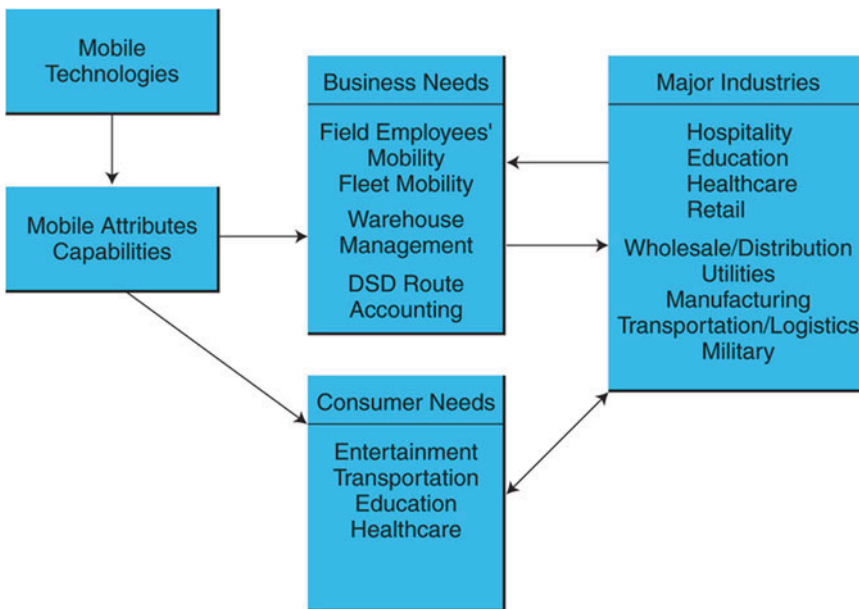 Mobile
Technologies
Mobile Attributes
Capabilities
Business Needs
Field Employees'
Mobility
Fleet Mobility
Warehouse
Management
DSD Route
Accounting
Consumer Needs
Entertainment
Transportation
Education
Healthcare
Major Industries
Hospitality
Education
Healthcare
Retail
Wholesale/Distribution
Utilities
Manufacturing
Transportation/Logistics
Military